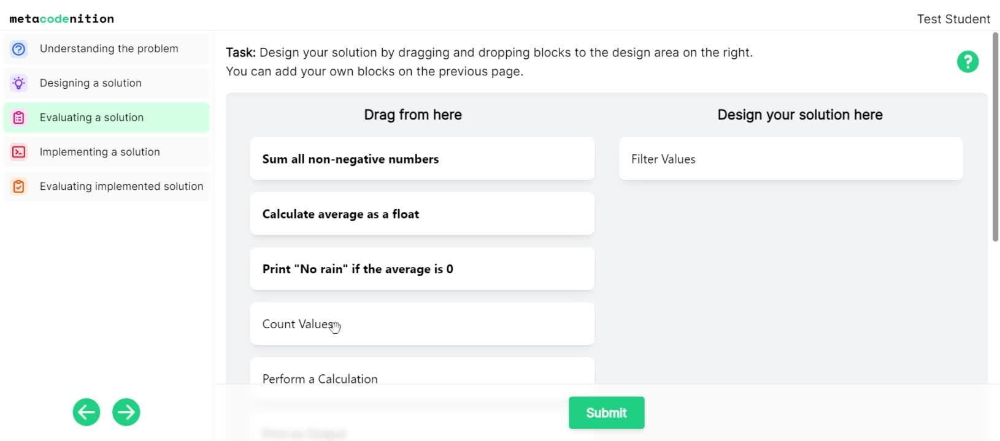 metacodenition
Test Student
Understanding the problem
Designing a solution
Evaluating a solution
Implementing a solution
Evaluating implemented solution
Task: Design your solution by dragging and dropping blocks to the design area on the right.
You can add your own blocks on the previous page.
?
Drag from here
Sum all non-negative numbers
Calculate average as a float
Print "No rain" if the average is 0
Count Values
Perform a Calculation
Design your solution here
Filter Values
Submit